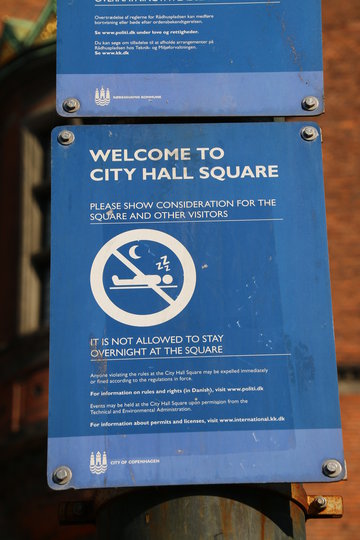 Overtrædelse af reglerne for Rådhuspladsen kan medføre
bortvisning eller bøde efter ordensbekendtgørelsen.
Se www.politi.dk under love og rettigheder.
Du kan søge om tilladelse til at afholde arrangementer på
Rådhuspladsen hos Teknik- og Miljøforvaltningen.
Se www.kk.dk
KØBENHAVNS KOMMUNE
WELCOME TO
CITY HALL SQUARE
PLEASE SHOW CONSIDERATION FOR THE
SQUARE AND OTHER VISITORS
ZZZ
IT IS NOT ALLOWED TO STAY
OVERNIGHT AT THE SQUARE
Anyone violating the rules at the City Hall Square may be expelled immediately
or fined according to the regulations in force.
For information on rules and rights (in Danish), visit www.politi.dk
Events may be held at the City Hall Square upon permission from the
Technical and Environmental Administration.
For information about permits and licenses, visit www.international.kk.dk
CITY OF COPENHAGEN